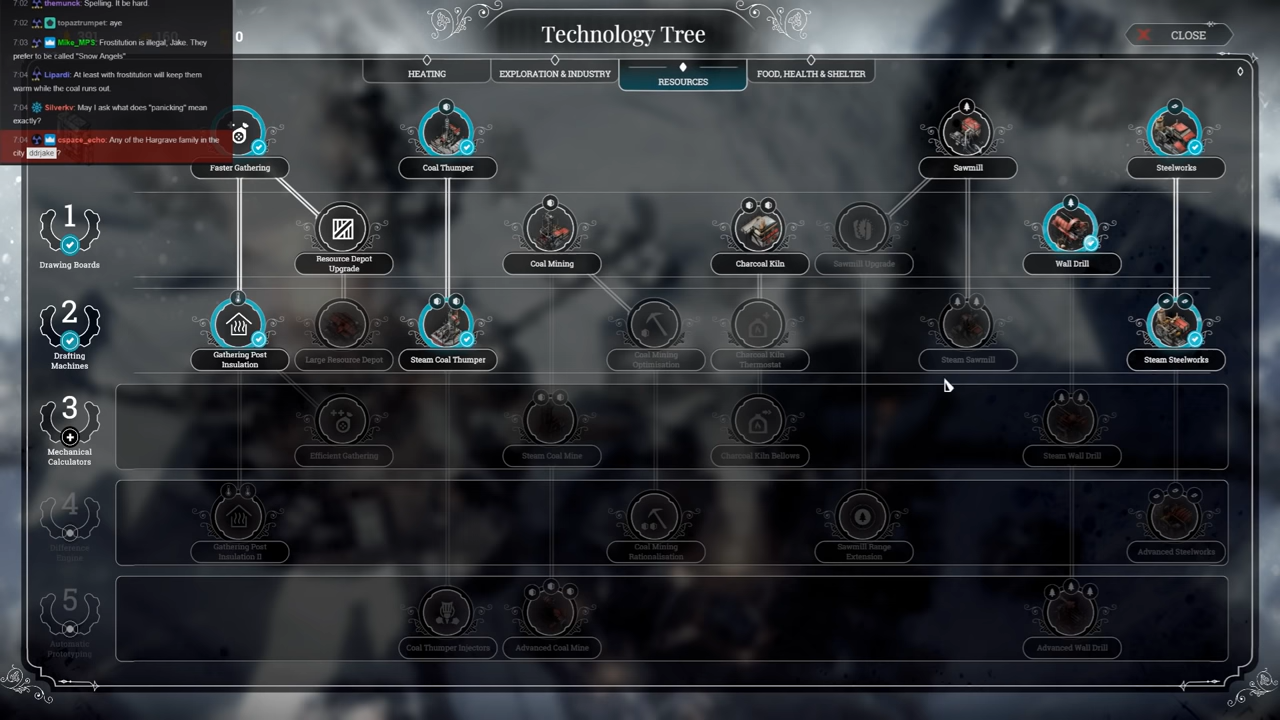 7:02 themunck: Spelling. It be hard.
7:02 topaztrumpet: aye
7:03 Mike_MPS: Frostitution is illegal, Jake. They
prefer to be called "Snow Angels"
7:04 Lipardi: At least with frostitution will keep them
warm while the coal runs out
7:04 Silverkv: May I ask what does "panicking" mean
exactly?
7:04 cspace_echo: Any of the Hargrave family in the
city ddrjake ?
0
Technology Tree
CLOSE
HEATING
EXPLORATION & INDUSTRY
RESOURCES
FOOD, HEALTH & SHELTER
Faster Gathering
Coal Thumper
Sawmill
Steelworks
1
Drawing Boards
Resource Depot
Upgrade
Coal Mining
Charcoal Kiln
Sawmill Upgrade
Wall Drill
2
Drafting
Machines
Gathering Post
Insulation
Large Resource Depot
Steam Coal Thumper
Coal Mining
Optimisation
Charcoal Kiln
Thermostat
Steam Sawmill
Steam Steelworks
3
Mechanical
Calculators
Efficient Gathering
Steam Coal Mine
Charcoal Kiln Bellows
Steam Wall Drill
4
Difference
Engine
Gathering Post
Insulation II
Coal Mining
Rationalisation
Sawmill Range
Extension
Advanced Steelworks
5
Automatic
Prototyping
Coal Thumper Injectors
Advanced Coal Mine
Advanced Wall Drill